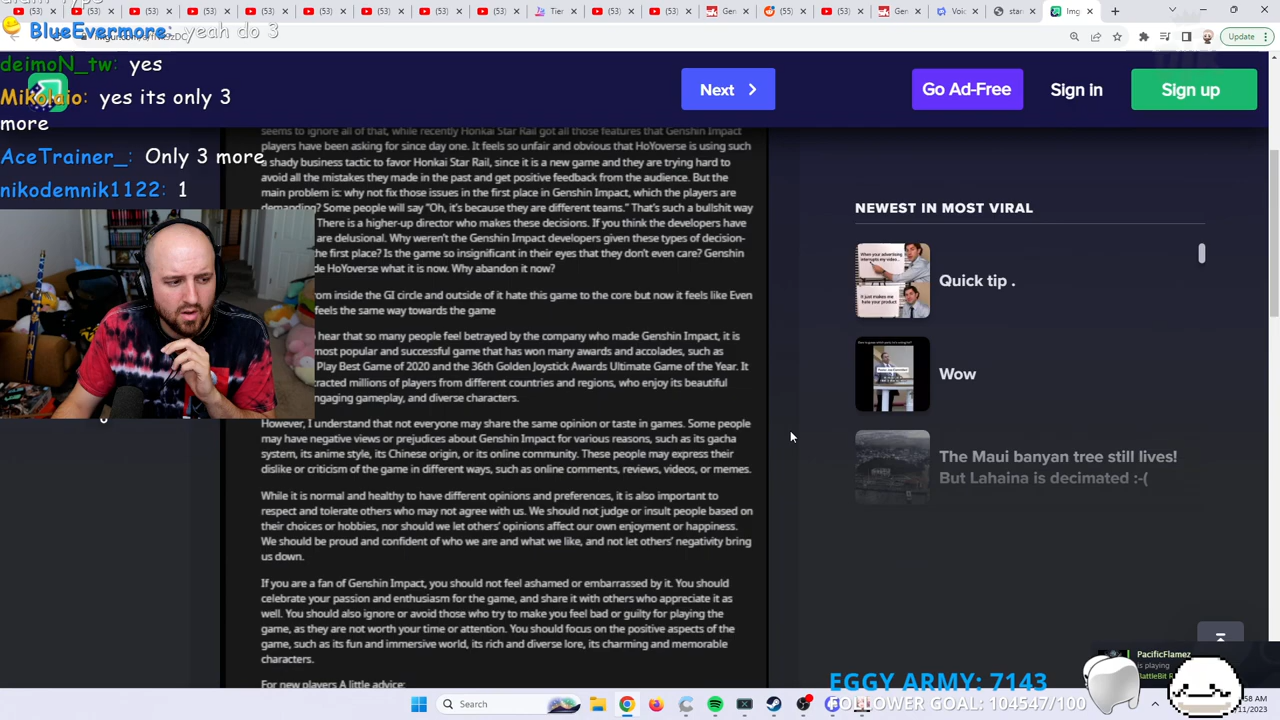 (53)
(53)
(53)
(53)
(53)
(53)
(53)
Tier
(53)
(53)
Gen
(53)
Gen
Voic
star
Img
BlueEvermore: yeah do 3
Update
deimoN_tw: yes
Mikolaio: yes its only 3
more
AceTrainer_: Only 3 more
nikodemnik1122: 1
Next
Go Ad-Free
Sign in
Sign up
seems to ignore all of that, while recently Honkai Star Rail got all those features that Genshin Impact
players have been asking for since day one. It feels so unfair and obvious that HoYoverse is using such
a shady business tactic to favor Honkai Star Rail, since it is a new game and they are trying hard to
avoid all the mistakes they made in the past and get positive feedback from the audience. But the
main problem is: why not fix those issues in the first place in Genshin Impact, which the players are
demanding? Some people will say “Oh, it's because they are different teams.” That's such a bullshit way
There is a higher-up director who makes these decisions. If you think the developers have
are delusional. Why weren't the Genshin Impact developers given these types of decision-
the first place? Is the game so insignificant in their eyes that they don't even care? Genshin
de HoYoverse what it is now. Why abandon it now?
om inside the GI circle and outside of it hate this game to the core but now it feels like Even
feels the same way towards the game
hear that so many people feel betrayed by the company who made Genshin Impact, it is
most popular and successful game that has won many awards and accolades, such as
Play Best Game of 2020 and the 36th Golden Joystick Awards Ultimate Game of the Year. It
racted millions of players from different countries and regions, who enjoy its beautiful
ngaging gameplay, and diverse characters.
However, I understand that not everyone may share the same opinion or taste in games. Some people
may have negative views or prejudices about Genshin Impact for various reasons, such as its gacha
system, its anime style, its Chinese origin, or its online community. These people may express their
dislike or criticism of the game in different ways, such as online comments, reviews, videos, or memes.
While it is normal and healthy to have different opinions and preferences, it is also important to
respect and tolerate others who may not agree with us. We should not judge or insult people based on
their choices or hobbies, nor should we let others' opinions affect our own enjoyment or happiness.
We should be proud and confident of who we are and what we like, and not let others' negativity bring
us down.
If you are a fan of Genshin Impact, you should not feel ashamed or embarrassed by it. You should
celebrate your passion and enthusiasm for the game, and share it with others who appreciate it as
well. You should also ignore or avoid those who try to make you feel bad or guilty for playing the
game, as they are not worth your time or attention. You should focus on the positive aspects of the
game, such as its fun and immersive world, its rich and diverse lore, its charming and memorable
characters.
For new players A little advice:
NEWEST IN MOST VIRAL
Quick tip .
Wow
The Maui banyan tree still lives!
But Lahaina is decimated :-(
PacificFlamez
is playing
EGGY ARMY: 7143
FOLLOWER GOAL: 104547/100
Search